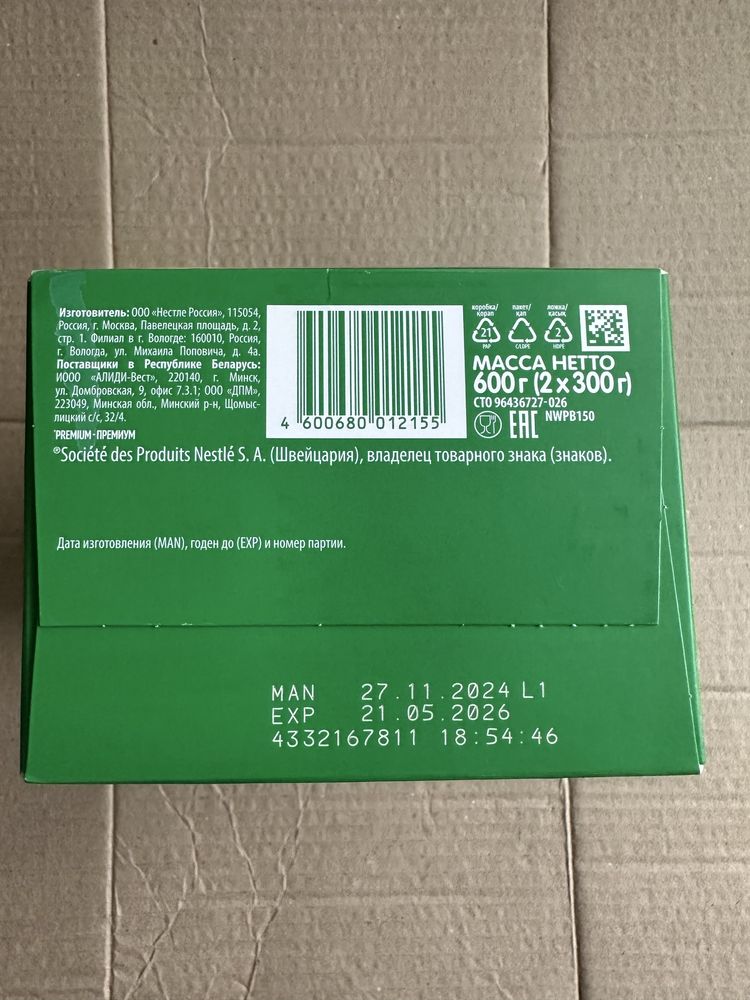 Изготовитель: ООО «Нестле Россия», 115054,
Россия, г. Москва, Павелецкая площадь, д. 2,
стр. 1. Филиал в г. Вологде: 160010, Россия,
г. Вологда, ул. Михаила Поповича, д. 4а.
Поставщики в Республике Беларусь:
ИООО «АЛИДИ-Вест», 220140, г. Минск,
ул. Домбровская, 9, офис 7.3.1; ООО «ДПМ»,
223049, Минская обл., Минский р-н, Щомыс-
лицкий с/с, 32/4.
*PREMIUM - ПРЕМИУМ
4 600680 012155
коробка/ пакет/ ложка/
қорап қап қасық
21 2
PAP C/LDPE HDPE
МАССА НЕТТО
600 г (2 x 300 г)
СТО 96436727-026
EAC NWPB150
®Société des Produits Nestlé S. A. (Швейцария), владелец товарного знака (знаков).
Дата изготовления (MAN), годен до (EXP) и номер партии.
MAN 27.11.2024 L1
EXP 21.05.2026
4332167811 18:54:46